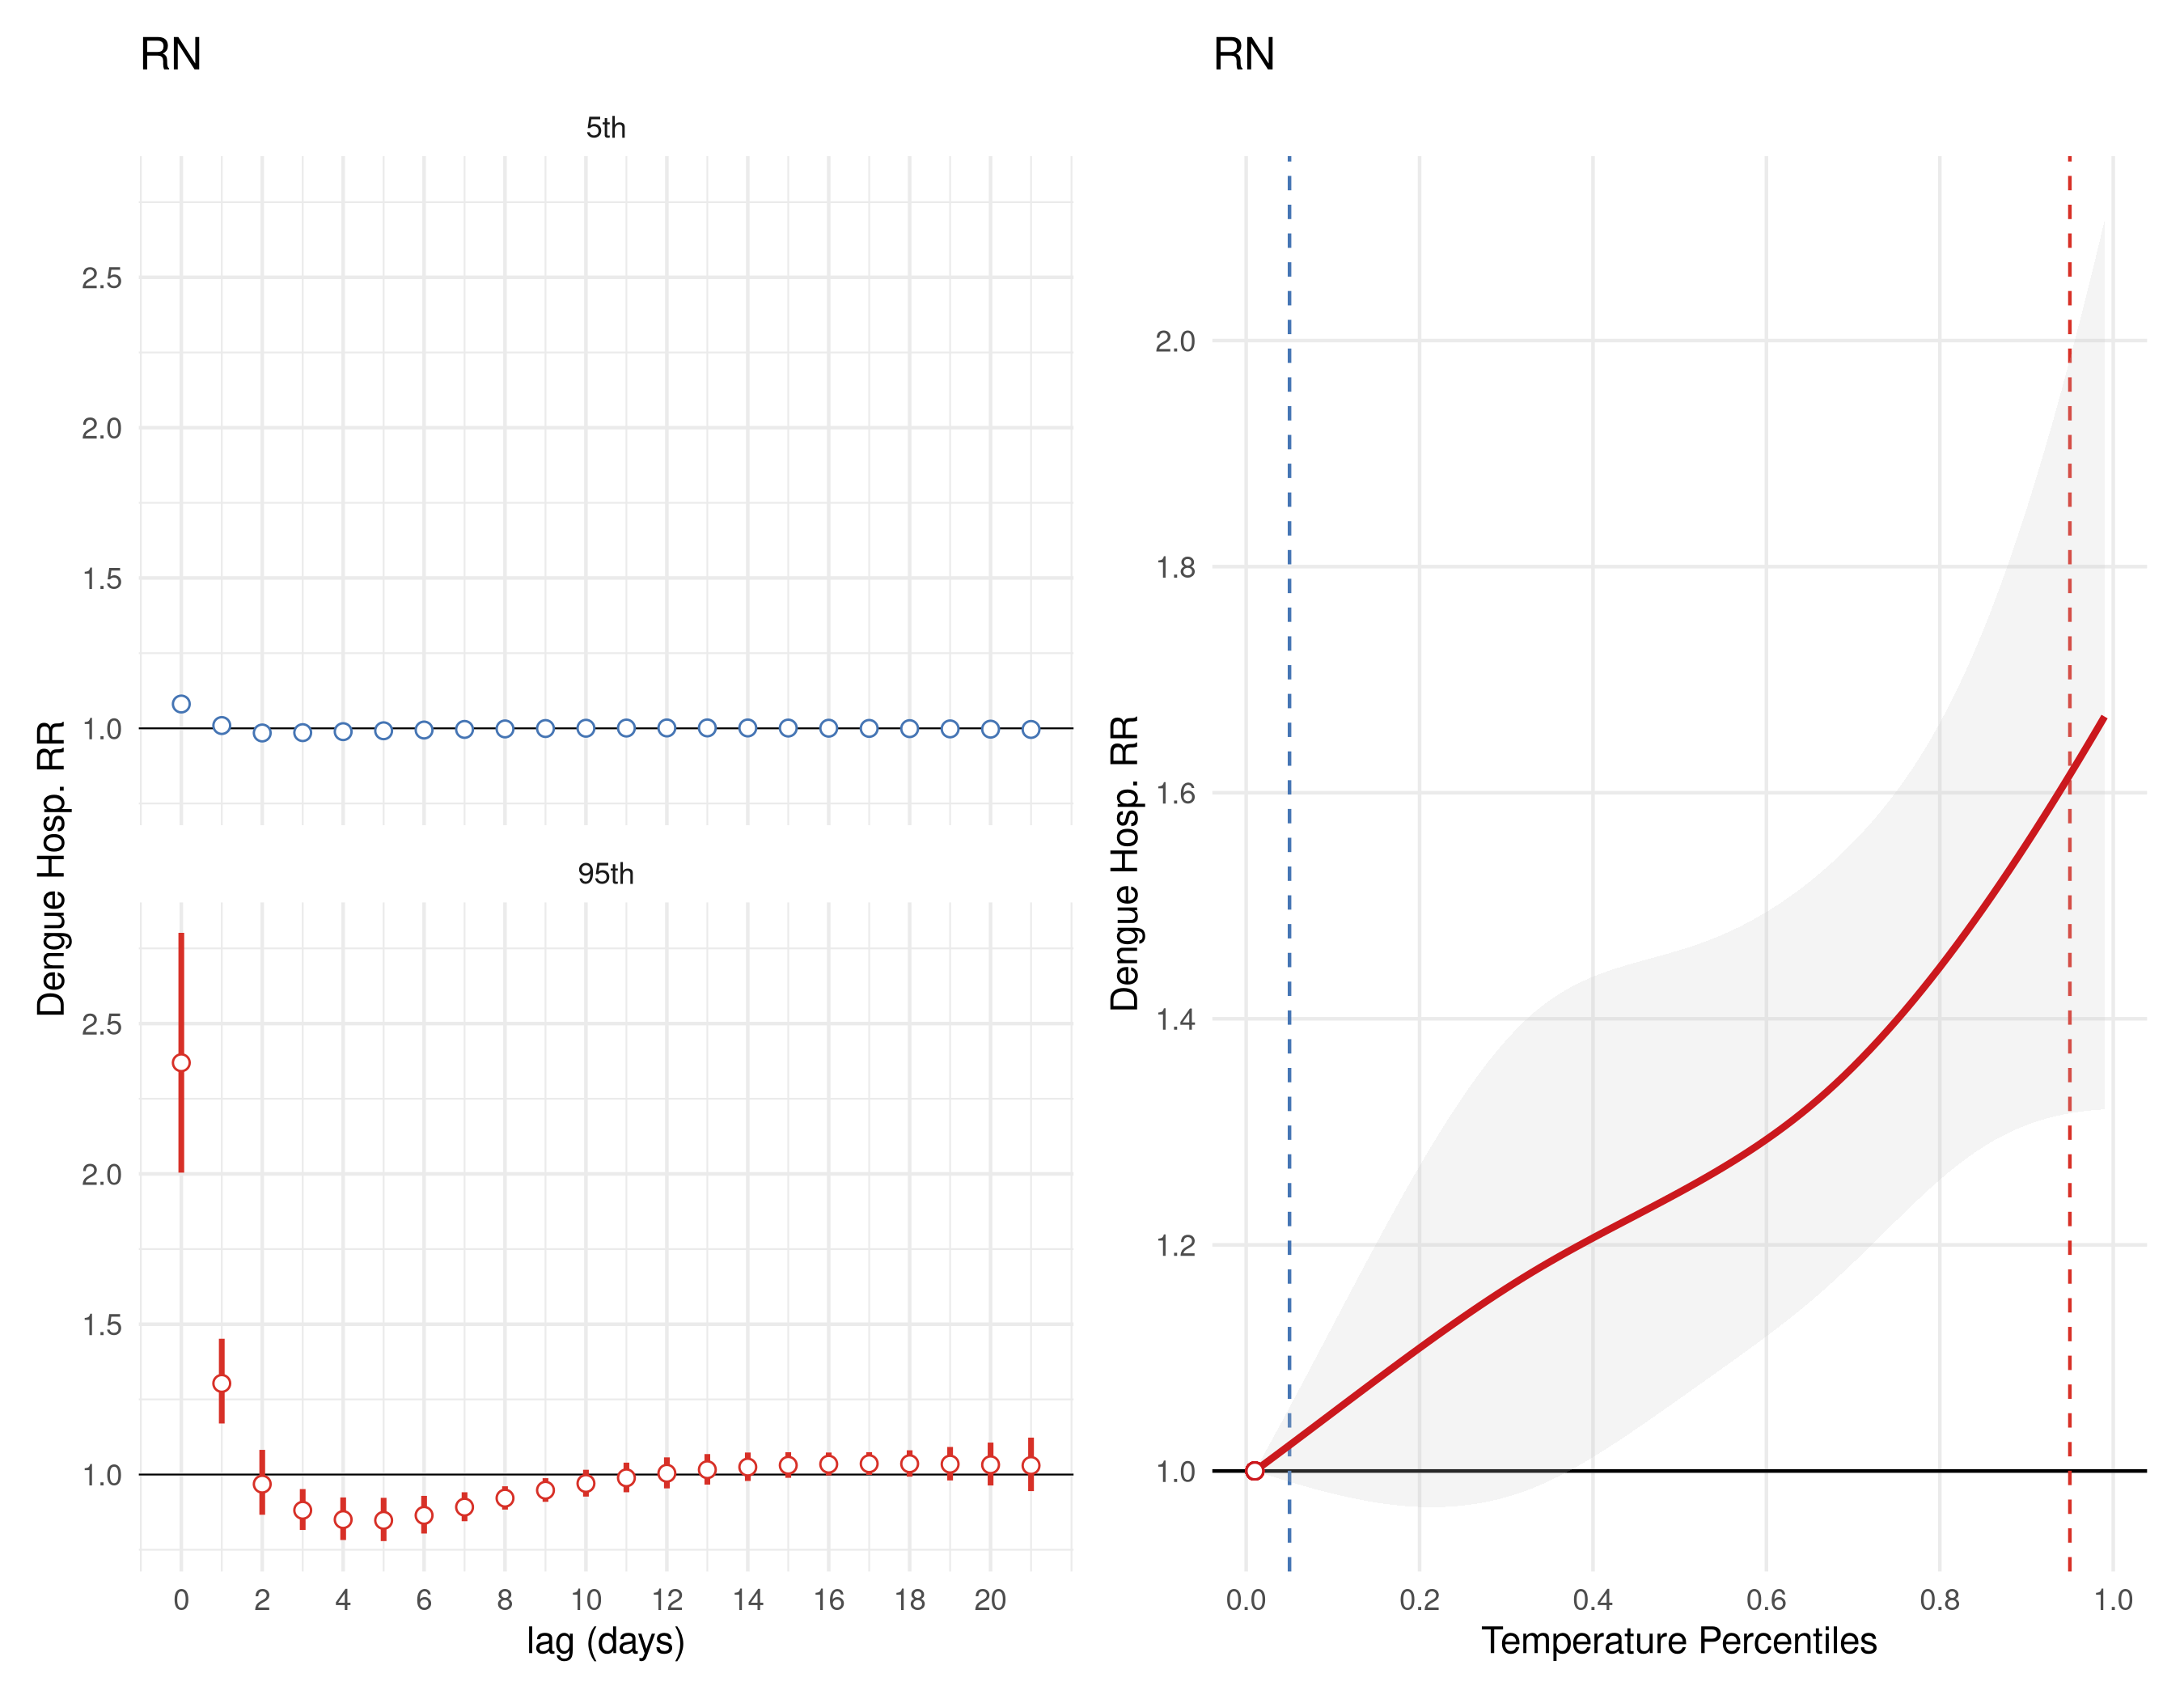 RN
5th
2.5
2.0
1.5
1.0
95th
2.5
2.0
1.5
1.0
0 2 4 6 8 10 12 14 16 18 20
lag (days)
Dengue Hosp. RR
RN
2.0
1.8
1.6
1.4
1.2
1.0
0.0 0.2 0.4 0.6 0.8 1.0
Temperature Percentiles
Dengue Hosp. RR